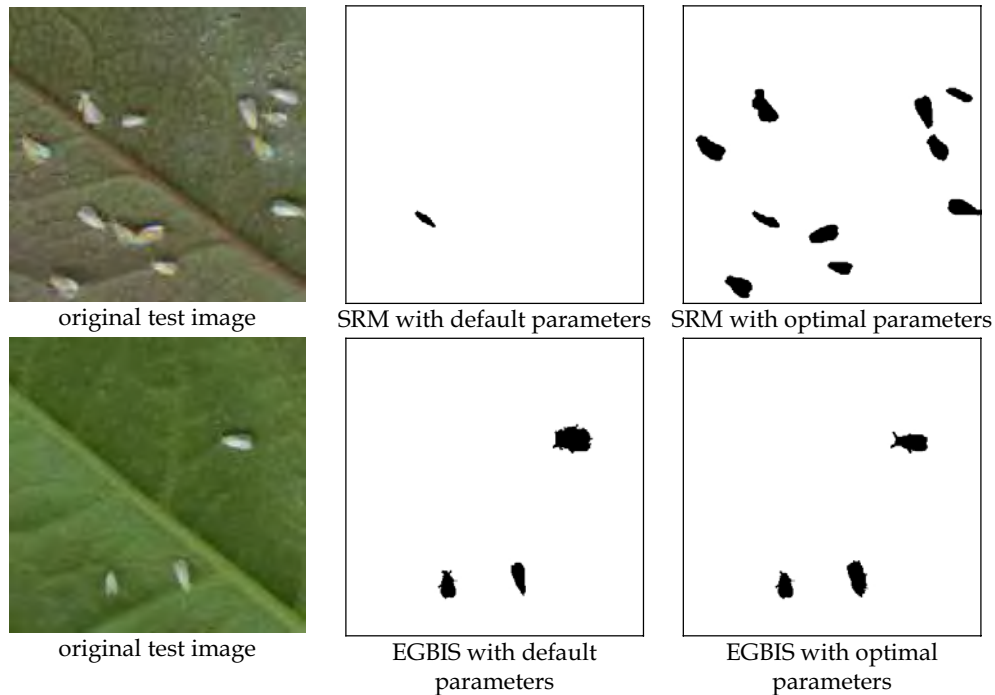 original test image
SRM with default parameters
SRM with optimal parameters
original test image
EGBIS with default
parameters
EGBIS with optimal
parameters